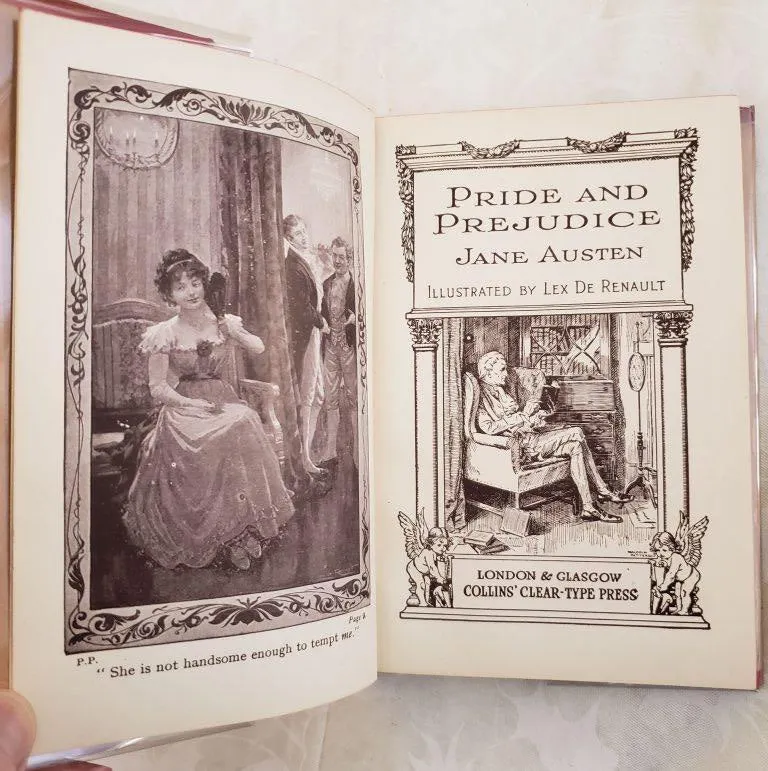 Page 8
P.P.
"She is not handsome enough to tempt me."
PRIDE AND
PREJUDICE
JANE AUSTEN
ILLUSTRATED BY LEX DE RENAULT
LONDON & GLASGOW
COLLINS' CLEAR-TYPE PRESS